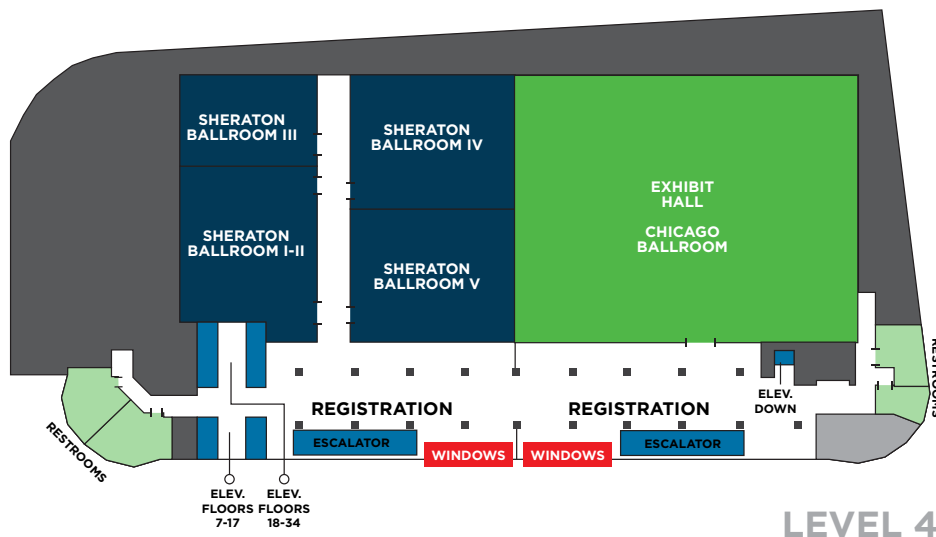 SHERATON
BALLROOM III
SHERATON
BALLROOM IV
EXHIBIT
HALL
CHICAGO
BALLROOM
SHERATON
BALLROOM I-II
SHERATON
BALLROOM V
RESTROOMS
ELEV.
DOWN
REGISTRATION
REGISTRATION
RESTROOMS
ESCALATOR
WINDOWS
WINDOWS
ESCALATOR
ELEV.
FLOORS
7-17
ELEV.
FLOORS
18-34
LEVEL 4